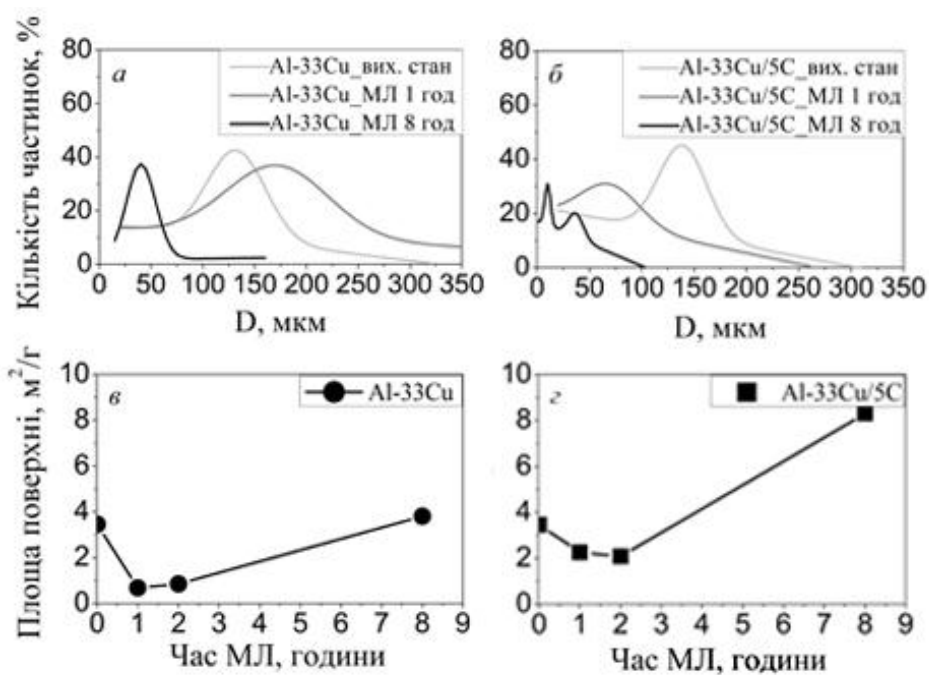 Кількість частинок, %
80
60
40
20
0
а
Al-33Cu_вих. стан
Al-33Cu_МЛ 1 год
Al-33Cu_МЛ 8 год
0 50 100 150 200 250 300 350
D, мкм
80
60
40
20
0
б
Al-33Cu/5C_вих. стан
Al-33Cu/5C_МЛ 1 год
Al-33Cu/5C_МЛ 8 год
0 50 100 150 200 250 300 350
D, мкм
Площа поверхні, м²/г
10
8
6
4
2
0
в
Al-33Cu
0 1 2 3 4 5 6 7 8 9
Час МЛ, години
10
8
6
4
2
0
г
Al-33Cu/5C
0 1 2 3 4 5 6 7 8 9
Час МЛ, години